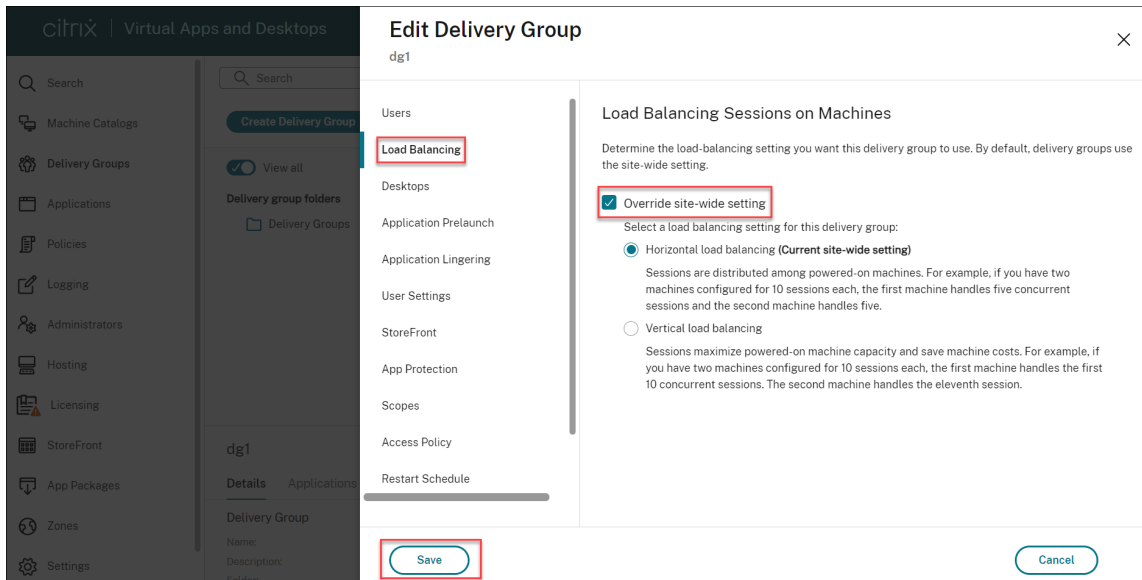 citrix | Virtual Apps and Desktops
Search
Machine Catalogs
Delivery Groups
Applications
Policies
Logging
Administrators
Hosting
Licensing
StoreFront
App Packages
Zones
Settings
Search
Create Delivery Group
View all
Delivery group folders
Delivery Groups
dg1
Details Applications
Delivery Group
Name:
Description:
Edit Delivery Group
dg1
Users
Load Balancing
Desktops
Application Prelaunch
Application Lingering
User Settings
StoreFront
App Protection
Scopes
Access Policy
Restart Schedule
Load Balancing Sessions on Machines
Determine the load-balancing setting you want this delivery group to use. By default, delivery groups use
the site-wide setting.
Override site-wide setting
Select a load balancing setting for this delivery group:
Horizontal load balancing (Current site-wide setting)
Sessions are distributed among powered-on machines. For example, if you have two
machines configured for 10 sessions each, the first machine handles five concurrent
sessions and the second machine handles five.
Vertical load balancing
Sessions maximize powered-on machine capacity and save machine costs. For example, if
you have two machines configured for 10 sessions each, the first machine handles the first
10 concurrent sessions. The second machine handles the eleventh session.
Save
Cancel